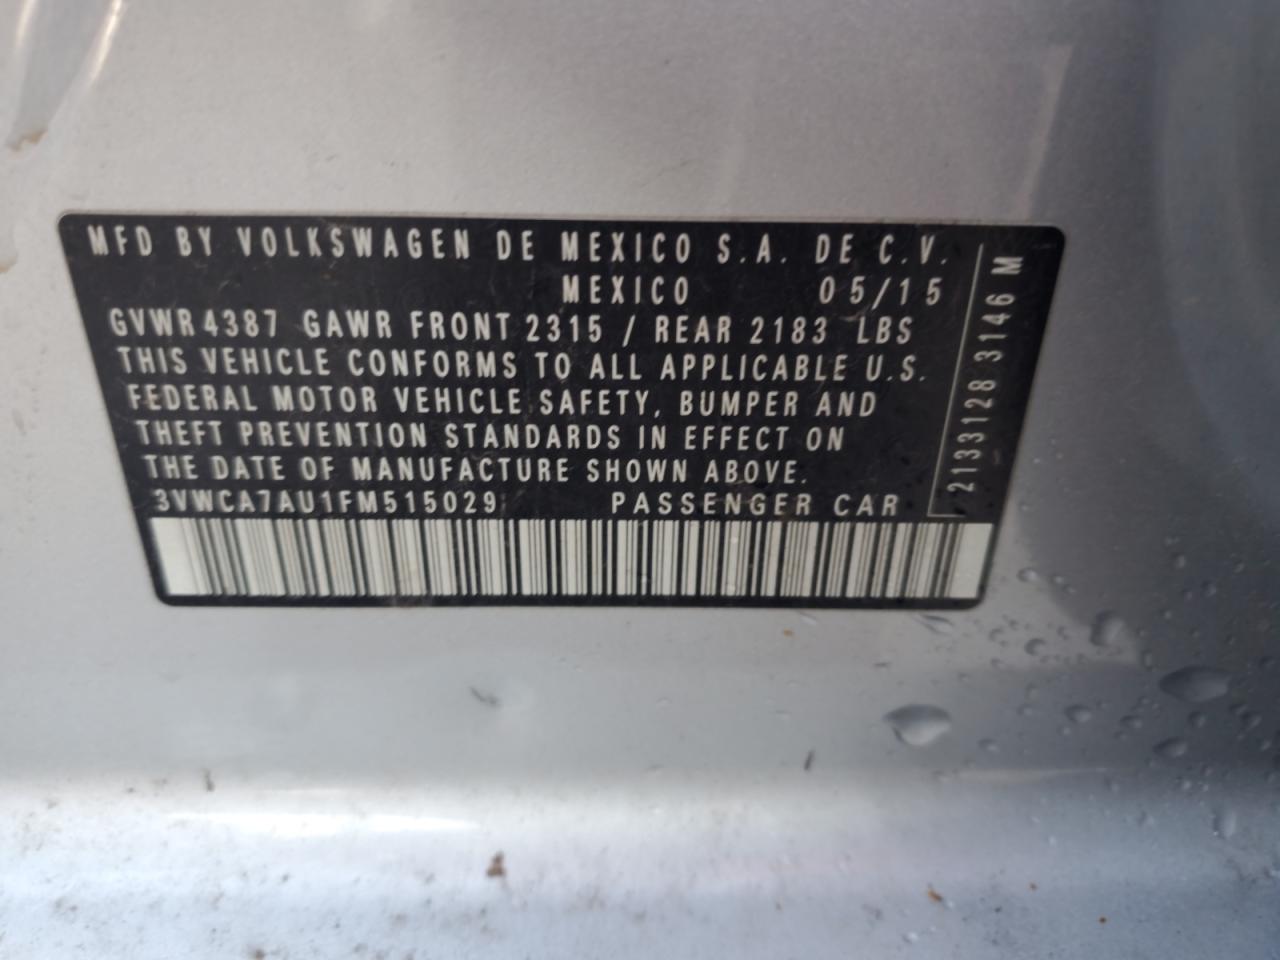 MFD BY VOLKSWAGEN DE MEXICO S.A. DE C.V.
MEXICO 05/15
GVWR 4387 GAWR FRONT 2315 / REAR 2183 LBS
THIS VEHICLE CONFORMS TO ALL APPLICABLE U.S.
FEDERAL MOTOR VEHICLE SAFETY, BUMPER AND
THEFT PREVENTION STANDARDS IN EFFECT ON
THE DATE OF MANUFACTURE SHOWN ABOVE.
3VWCA7AU1FM515029 PASSENGER CAR
2133128 3146 M